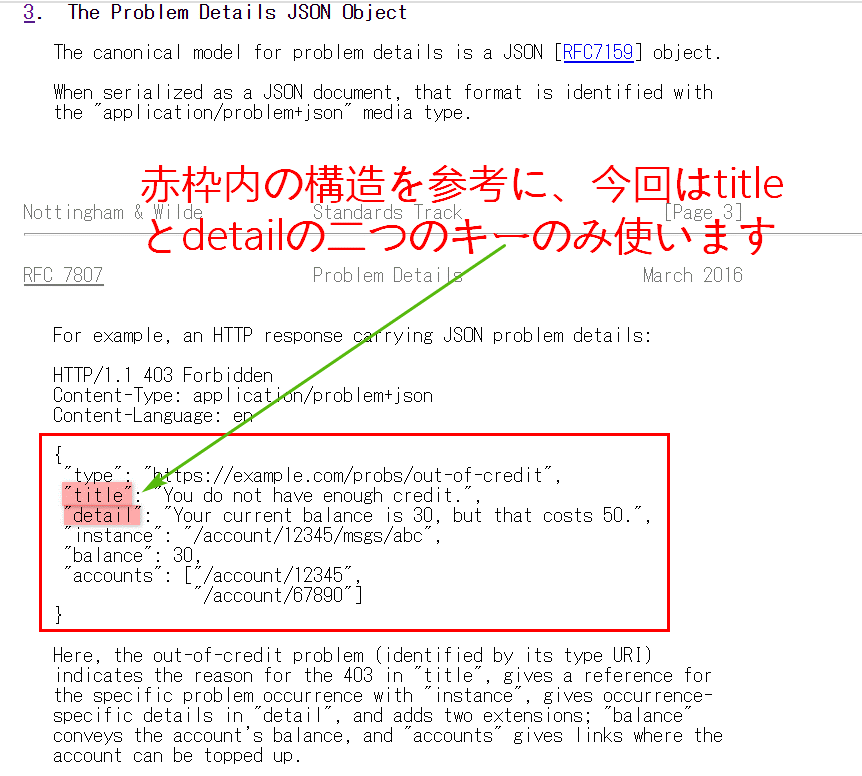 3.  The Problem Details JSON Object
The canonical model for problem details is a JSON [RFC7159] object.
When serialized as a JSON document, that format is identified with
the "application/problem+json" media type.
赤枠内の構造を参考に、今回はtitle
Nottingham & Wilde Standards Track [Page 3]
とdetailの二つのキーのみ使います
RFC 7807 Problem Details March 2016
For example, an HTTP response carrying JSON problem details:
HTTP/1.1 403 Forbidden
Content-Type: application/problem+json
Content-Language: en
{
"type": "https://example.com/probs/out-of-credit",
"title": "You do not have enough credit.",
"detail": "Your current balance is 30, but that costs 50.",
"instance": "/account/12345/msgs/abc",
"balance": 30,
"accounts": ["/account/12345",
"/account/67890"]
}
Here, the out-of-credit problem (identified by its type URI)
indicates the reason for the 403 in "title", gives a reference for
the specific problem occurrence with "instance", gives occurrence-
specific details in "detail", and adds two extensions; "balance"
conveys the account's balance, and "accounts" gives links where the
account can be topped up.